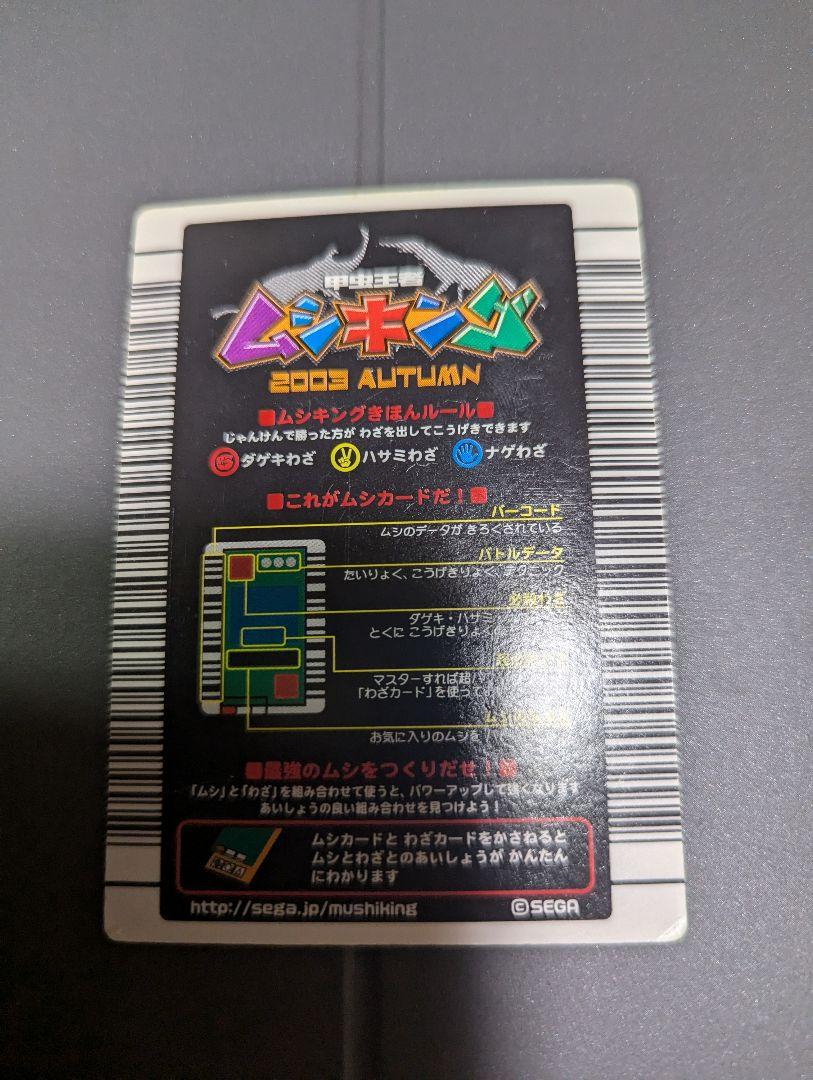 甲虫王者
ムシキング
2003 AUTUMN
ムシキングきほんルール
じゃんけんで勝った方が わざを出してこうげきできます
ダゲキわざ ハサミわざ ナゲわざ
これがムシカードだ!
バーコード
ムシのデータが きろくされている
バトルデータ
たいりょく、こうげきりょく、テクニック
必殺わざ
ダゲキ・ハサミ
とくに こうげきりょく
マスターすれば超
「わざカード」を使って
お気に入りのムシを
最強のムシをつくりだせ!
「ムシ」と「わざ」を組み合わせて使うと、パワーアップして強くなります
あいしょうの良い組み合わせを見つけよう!
ムシカードと わざカードをかさねると
ムシとわざとのあいしょうが かんたん
にわかります
http://sega.jp/mushiking
©SEGA